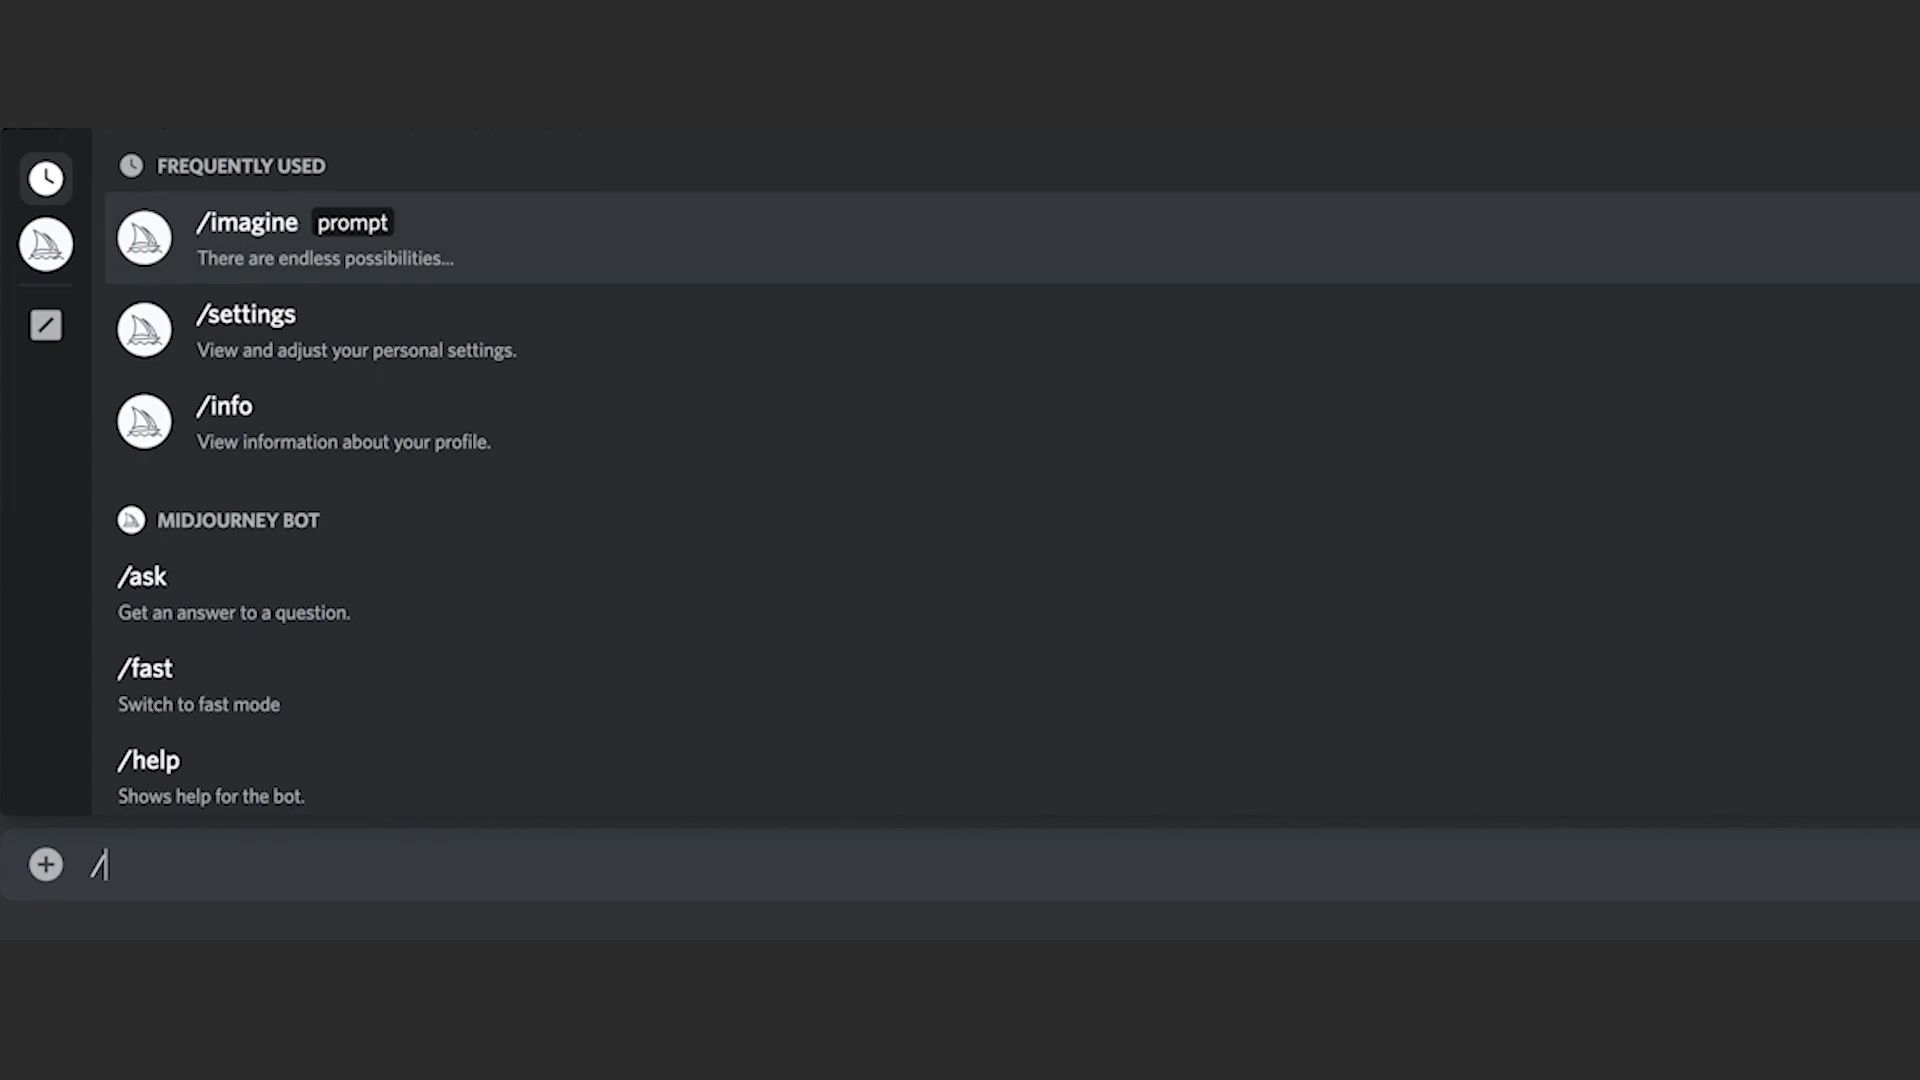 FREQUENTLY USED
/imagine prompt
There are endless possibilities...
/settings
View and adjust your personal settings.
/info
View information about your profile.
MIDJOURNEY BOT
/ask
Get an answer to a question.
/fast
Switch to fast mode
/help
Shows help for the bot.
/